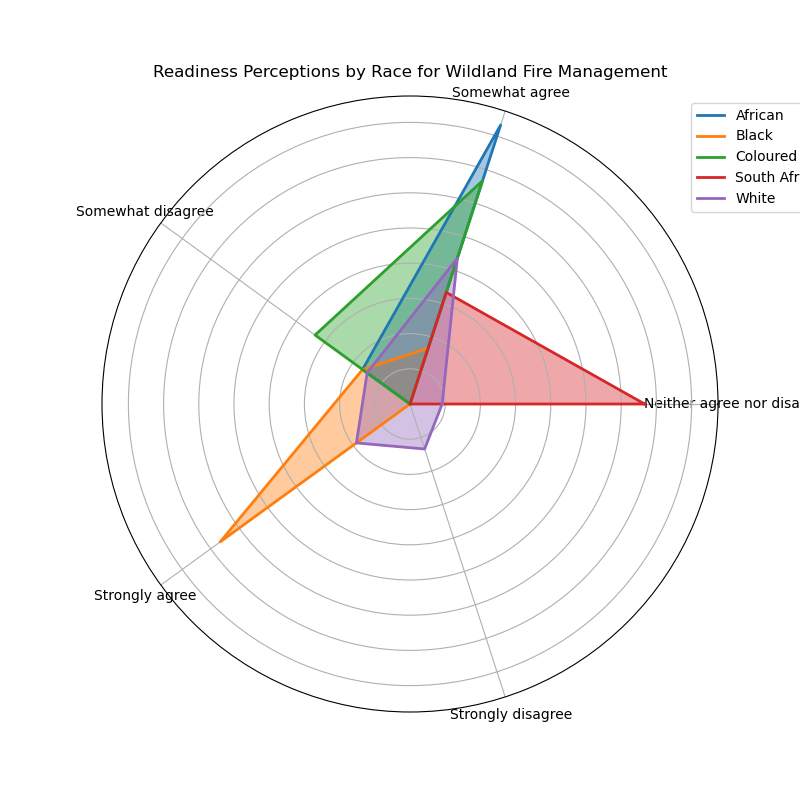 Readiness Perceptions by Race for Wildland Fire Management
Somewhat agree
African
Black
Coloured
South Afr
White
Somewhat disagree
Neither agree nor disa
Strongly agree
Strongly disagree